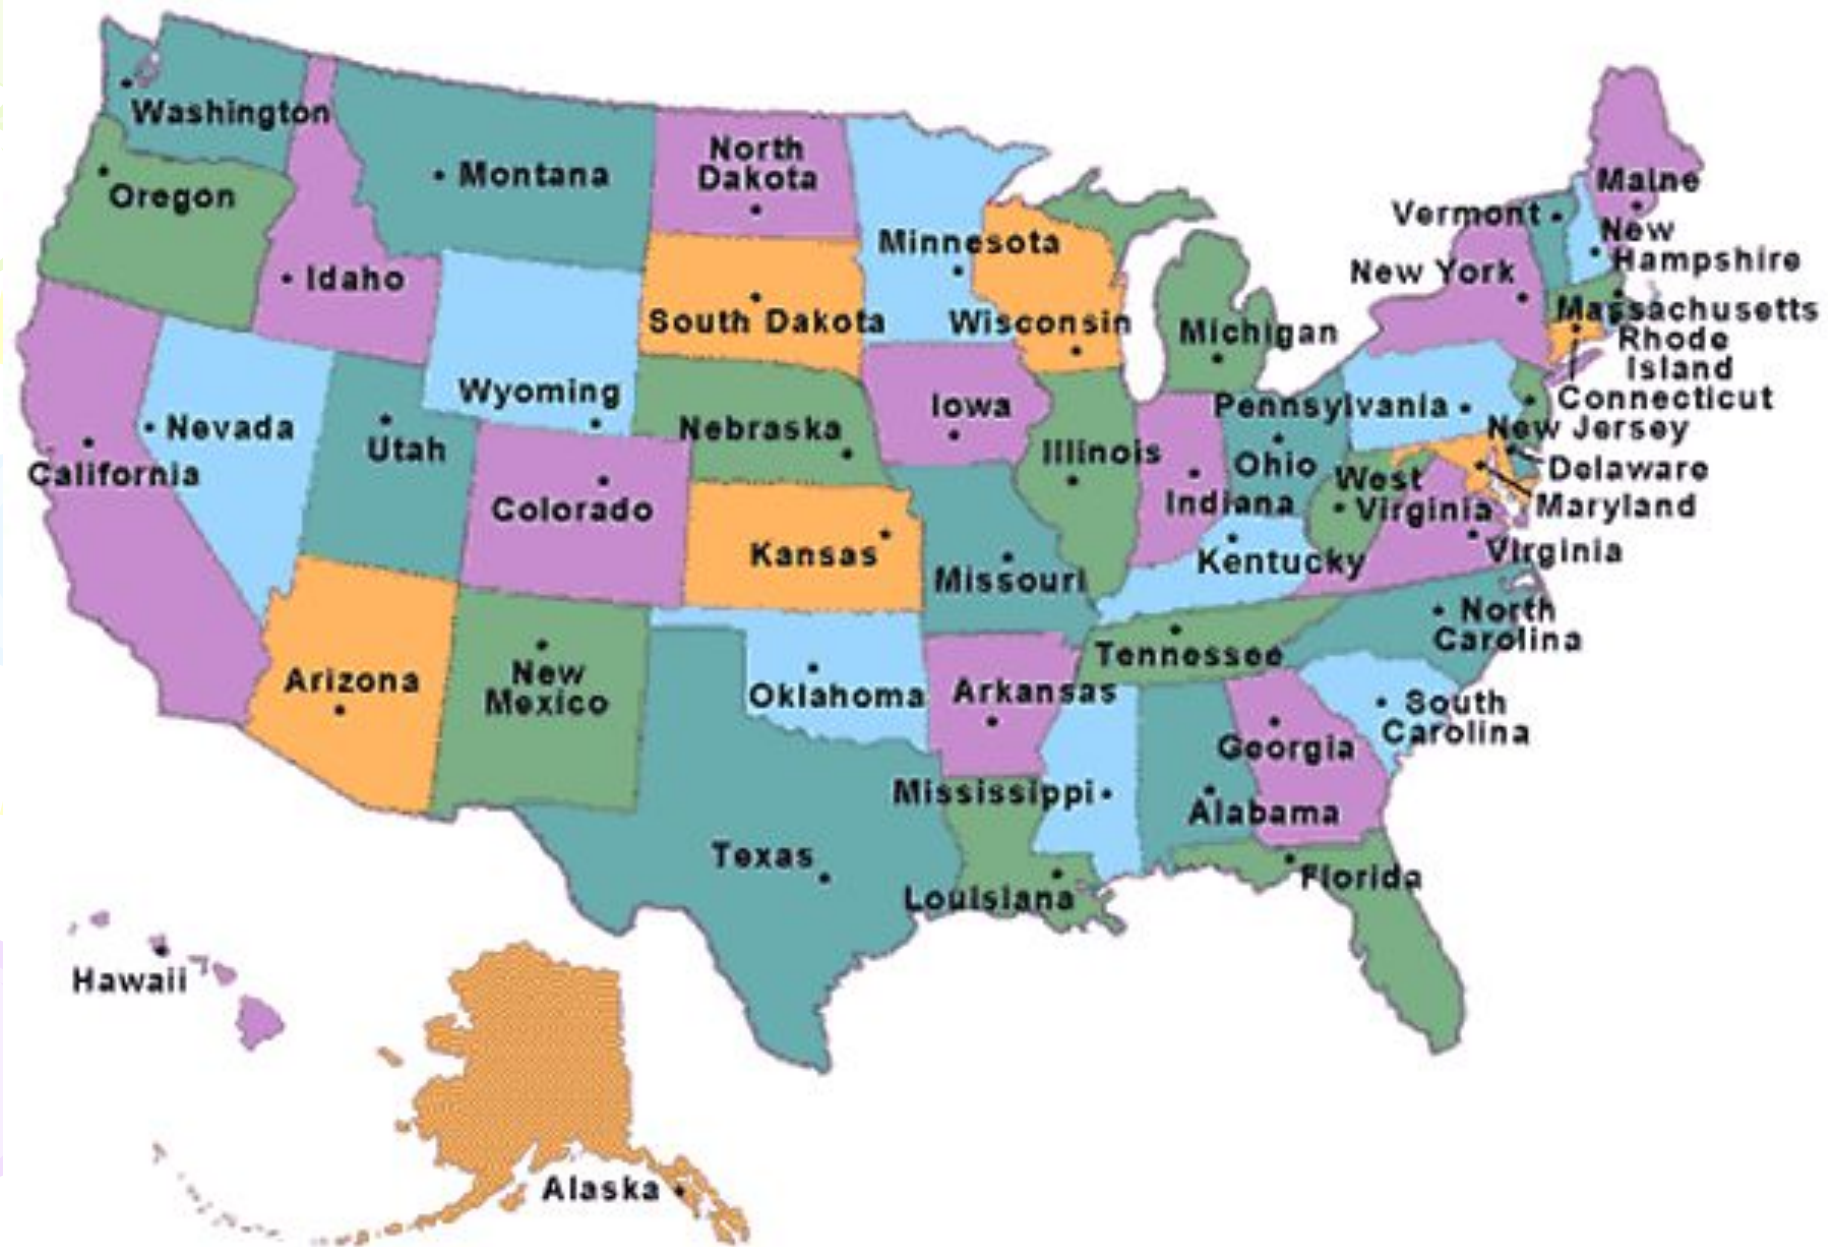 Washington
Oregon
Montana
Idaho
North
Dakota
Minnesota
South Dakota
Wisconsin
Michigan
Maine
Vermont
New
Hampshire
New York
Massachusetts
Rhode
Island
Connecticut
New Jersey
Pennsylvania
Delaware
Maryland
Wyoming
Nebraska
Iowa
Illinois
Indiana
Ohio
West
Virginia
Virginia
Nevada
Utah
California
Colorado
Kansas
Missouri
Kentucky
North
Carolina
Tennessee
Arizona
New
Mexico
Oklahoma
Arkansas
South
Carolina
Georgia
Mississippi
Alabama
Texas
Louisiana
Florida
Hawaii
Alaska